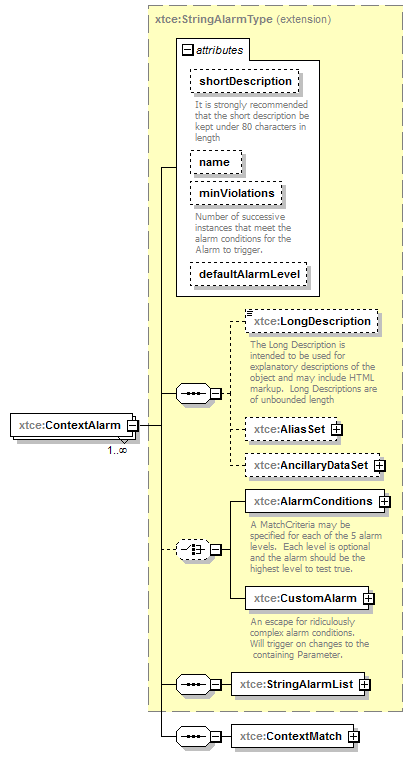 xtce:StringAlarmType (extension)
attributes
shortDescription
It is strongly recommended
that the short description be
kept under 80 characters in
length
name
minViolations
Number of successive
instances that meet the
alarm conditions for the
Alarm to trigger.
defaultAlarmLevel
xtce:LongDescription
The Long Description is
intended to be used for
explanatory descriptions of the
object and may include HTML
markup.  Long Descriptions are
of unbounded length
xtce:ContextAlarm
1..∞
xtce:AliasSet
xtce:AncillaryDataSet
xtce:AlarmConditions
A MatchCriteria may be
specified for each of the 5 alarm
levels.  Each level is optional
and the alarm should be the
highest level to test true.
xtce:CustomAlarm
An escape for ridiculously
complex alarm conditions.
Will trigger on changes to the
containing Parameter.
xtce:StringAlarmList
xtce:ContextMatch